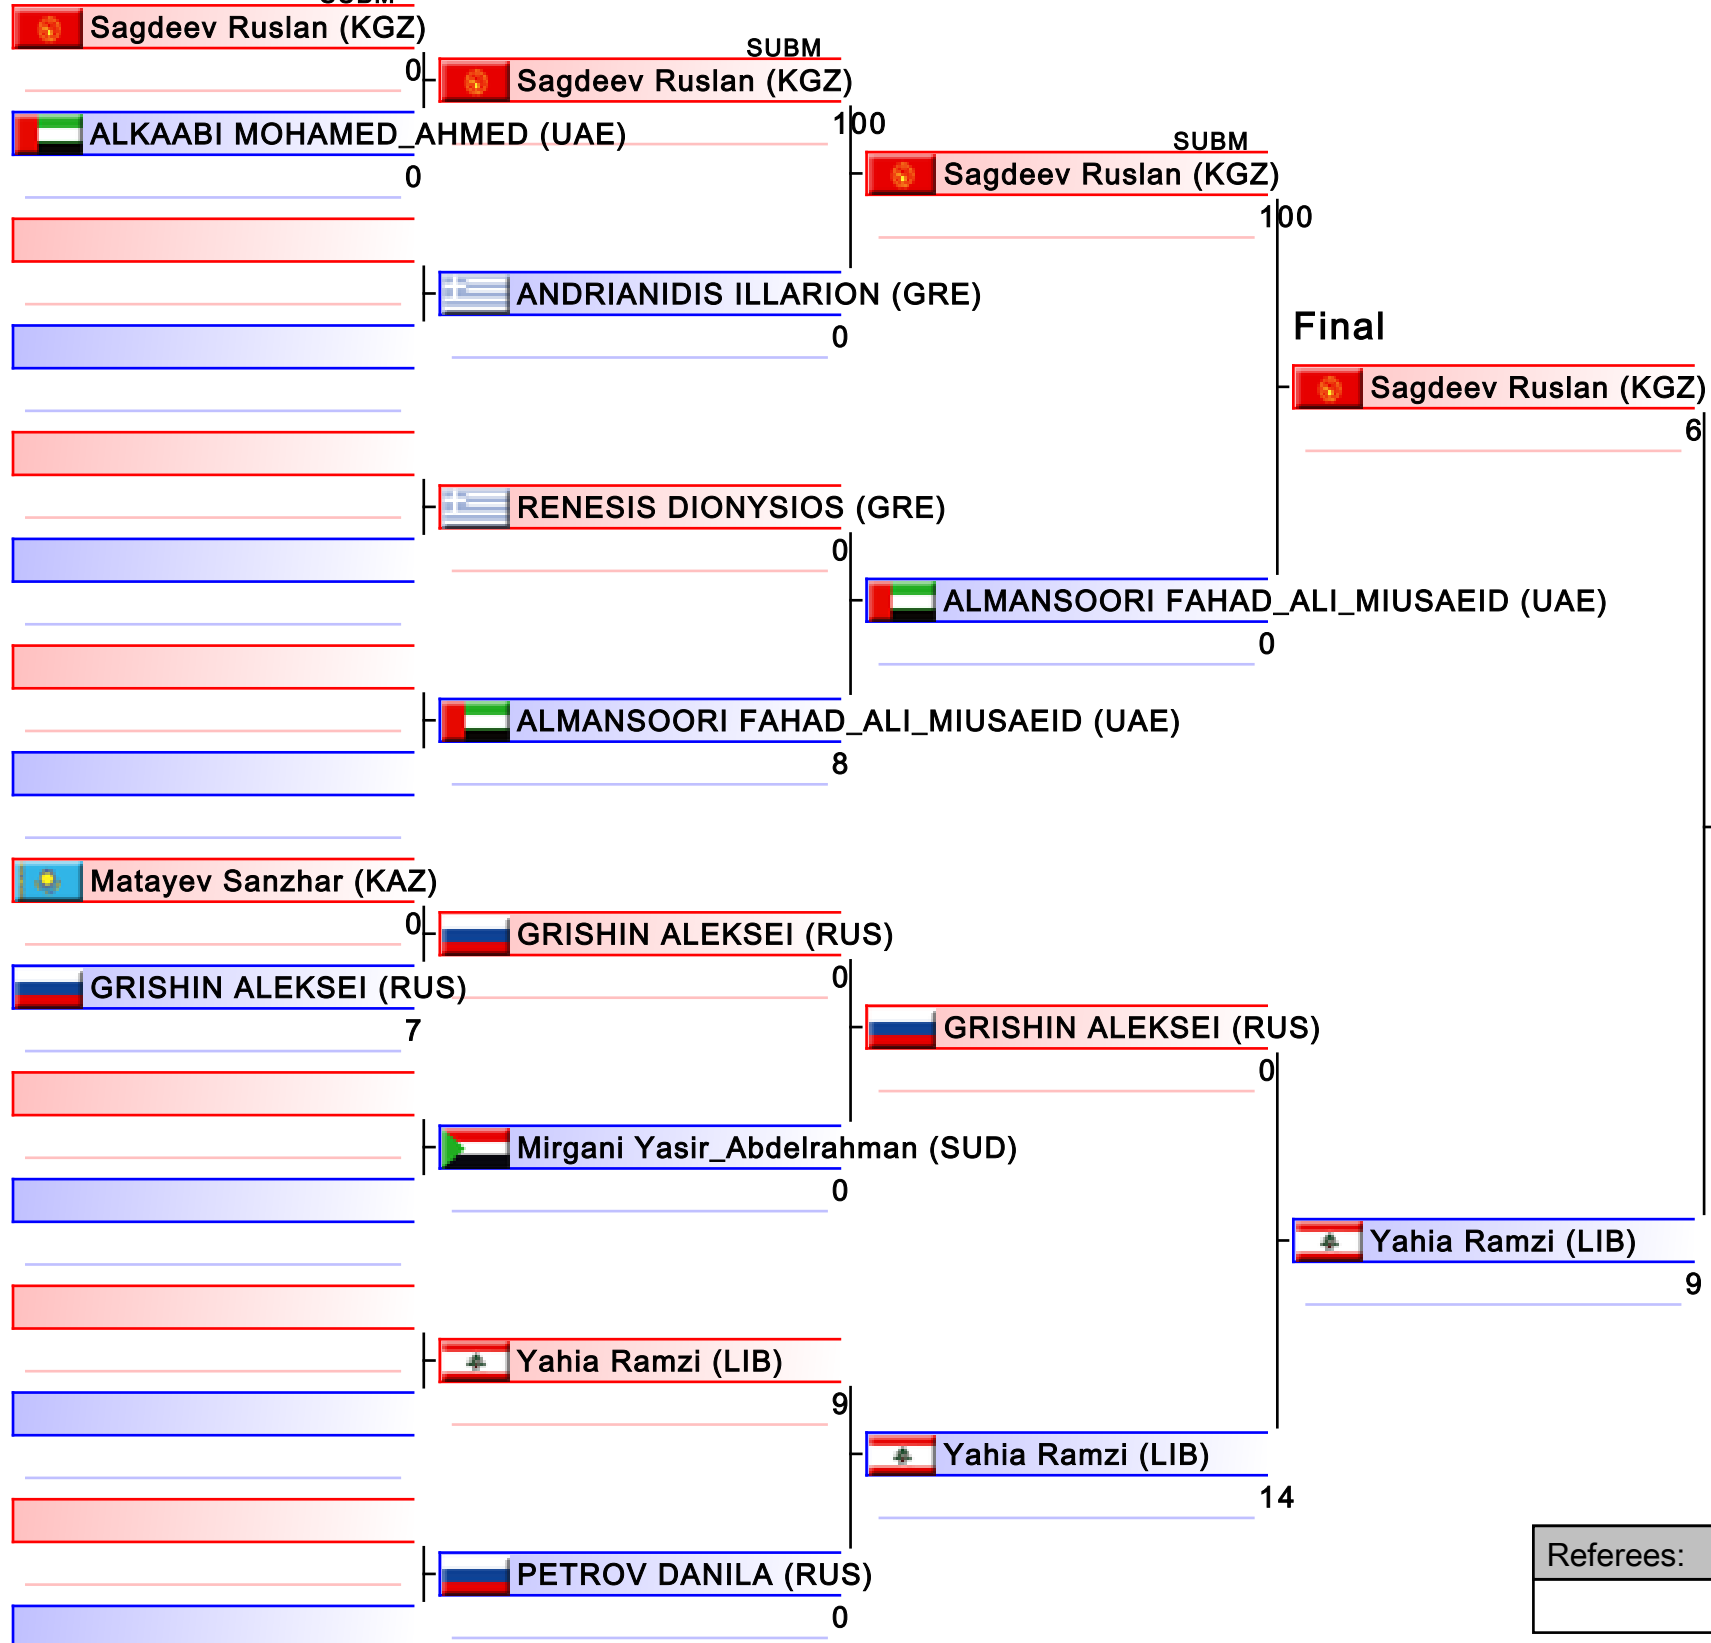 SUBM
Sagdeev Ruslan (KGZ)
0
ALKAABI MOHAMED_AHMED (UAE)
0
Matayev Sanzhar (KAZ)
0
GRISHIN ALEKSEI (RUS)
7
SUBM
Sagdeev Ruslan (KGZ)
100
ANDRIANIDIS ILLARION (GRE)
0
RENESIS DIONYSIOS (GRE)
0
ALMANSOORI FAHAD_ALI_MIUSAEID (UAE)
8
GRISHIN ALEKSEI (RUS)
0
Mirgani Yasir_Abdelrahman (SUD)
0
Yahia Ramzi (LIB)
9
PETROV DANILA (RUS)
0
SUBM
Sagdeev Ruslan (KGZ)
100
ALMANSOORI FAHAD_ALI_MIUSAEID (UAE)
0
GRISHIN ALEKSEI (RUS)
0
Yahia Ramzi (LIB)
14
Final
Sagdeev Ruslan (KGZ)
6
Yahia Ramzi (LIB)
9
Referees: